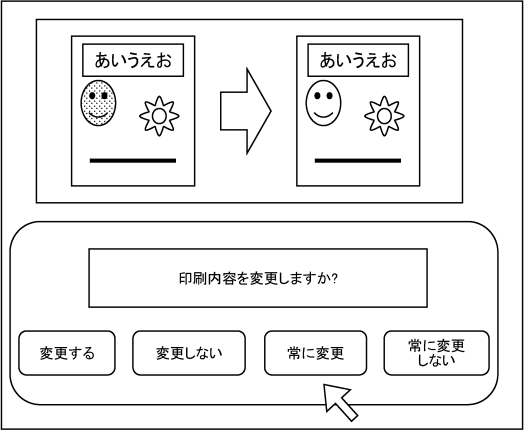 あいうえお
あいうえお
印刷内容を変更しますか?
変更する
変更しない
常に変更
常に変更
しない